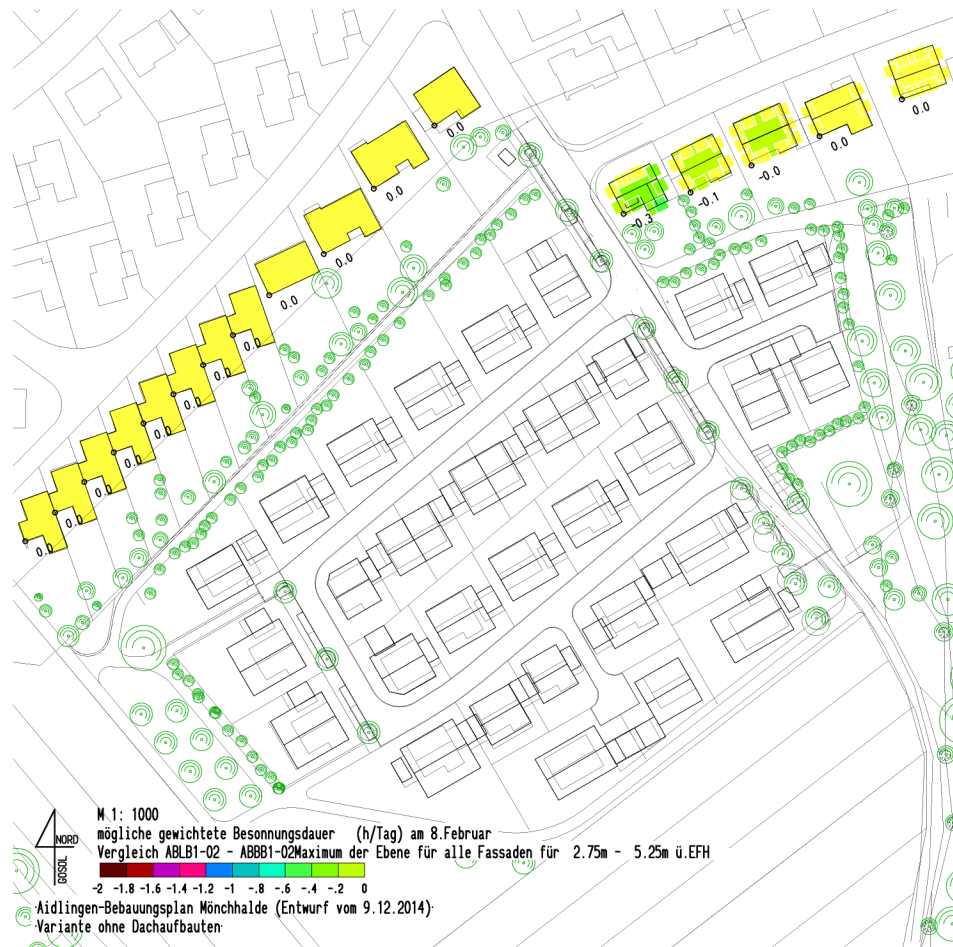 0.0
0.0
0.0
0.0
0.0
-0.0
-0.1
-0.3
0.0
0.0
0.0
0.0
0.0
0.0
0.0
0.0
0.0
M 1: 1000
mögliche gewichtete Besonnungsdauer (h/Tag) am 8.Februar
Vergleich ABLB1-02 - ABBB1-02Maximum der Ebene für alle Fassaden für 2.75m - 5.25m ü.EFH
NORD
GOSOL
-2 -1.8 -1.6 -1.4 -1.2 -1 -.8 -.6 -.4 -.2 0
Aidlingen-Bebauungsplan Mönchhalde (Entwurf vom 9.12.2014)
Variante ohne Dachaufbauten